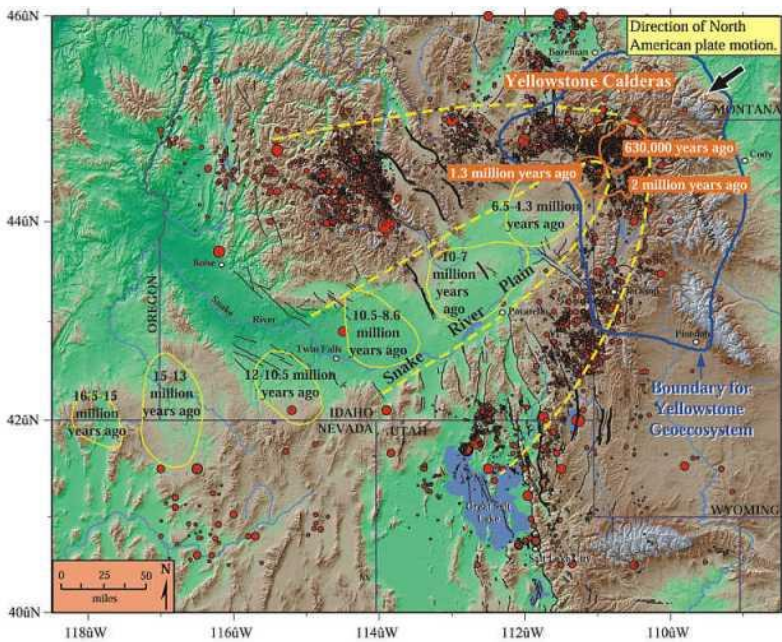 46ûN
Direction of North
American plate motion.
Bozeman
Yellowstone Calderas
MONTANA
630,000 years ago
Cody
1.3 million years ago
2 million years ago
44ûN
6.5-4.3 million
years ago
10-7
million
years
ago
Boise
OREGON
Snake
River
Plain
River
Snake
Pocatello
10.5-8.6
million
years ago
Twin Falls
Pinedale
12-10.5 million
years ago
15-13
million
years ago
16.5-15
million
years ago
Boundary for
Yellowstone
Geoecosystem
42ûN
IDAHO
NEVADA
UTAH
Great Salt
Lake
WYOMING
Salt Lake City
N
0 25 50
miles
40ûN
118ûW
116ûW
114ûW
112ûW
110ûW